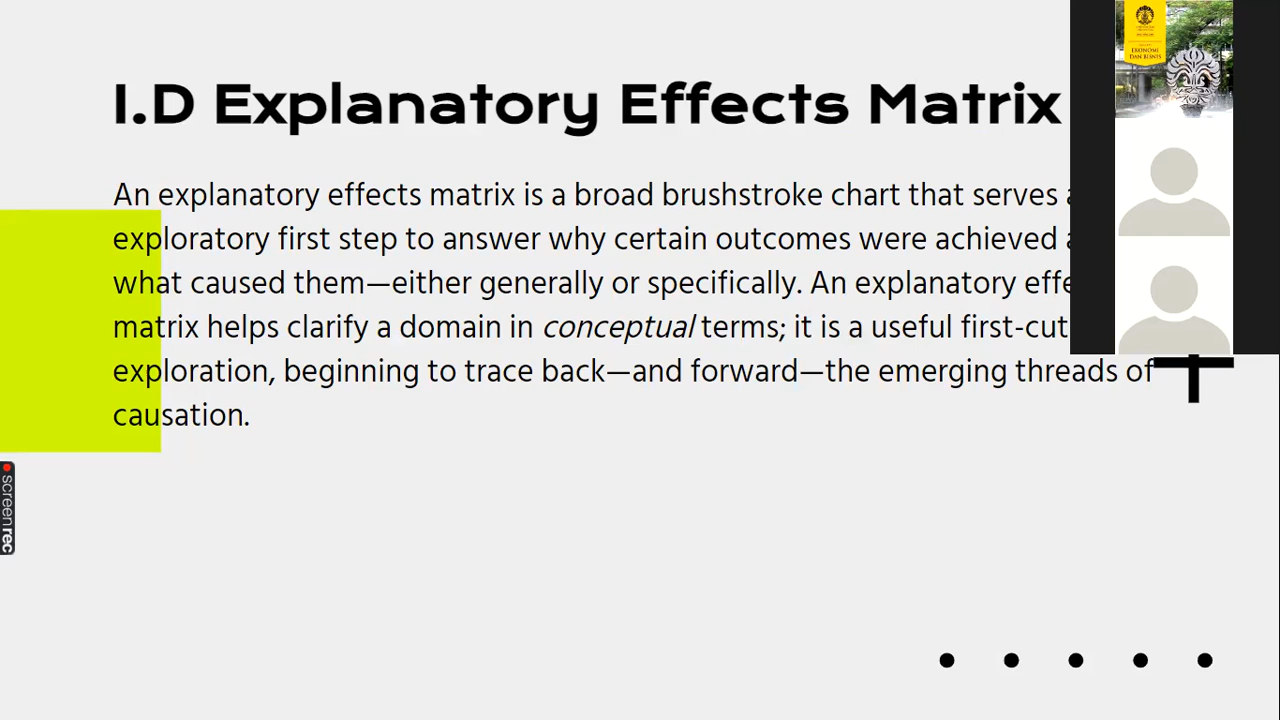 I.D Explanatory Effects Matrix
An explanatory effects matrix is a broad brushstroke chart that serves
exploratory first step to answer why certain outcomes were achieved
what caused them—either generally or specifically. An explanatory
matrix helps clarify a domain in conceptual terms; it is a useful first-cut
exploration, beginning to trace back—and forward—the emerging threads of
causation.
EKONOMI
DAN BISNIS
screenrec